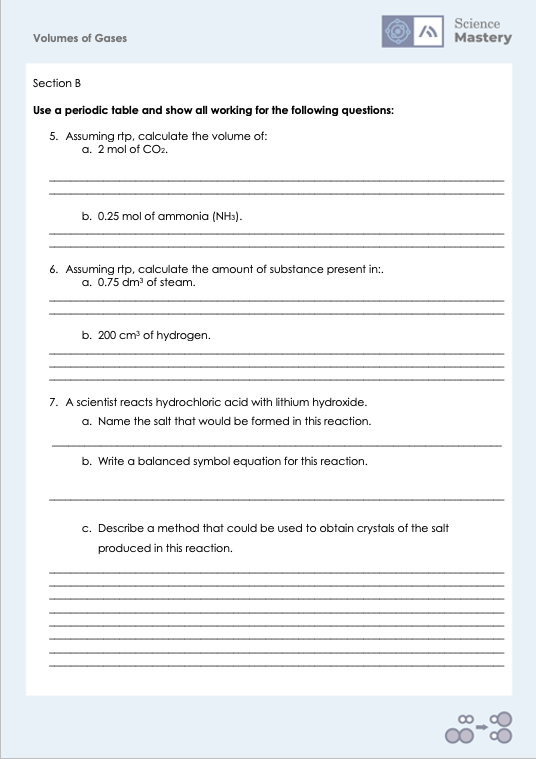 Volumes of Gases
Science
Mastery
Section B
Use a periodic table and show all working for the following questions:
5. Assuming rtp, calculate the volume of:
a. 2 mol of CO₂.
b. 0.25 mol of ammonia (NH₃).
6. Assuming rtp, calculate the amount of substance present in:.
a. 0.75 dm³ of steam.
b. 200 cm³ of hydrogen.
7. A scientist reacts hydrochloric acid with lithium hydroxide.
a. Name the salt that would be formed in this reaction.
b. Write a balanced symbol equation for this reaction.
c. Describe a method that could be used to obtain crystals of the salt
produced in this reaction.